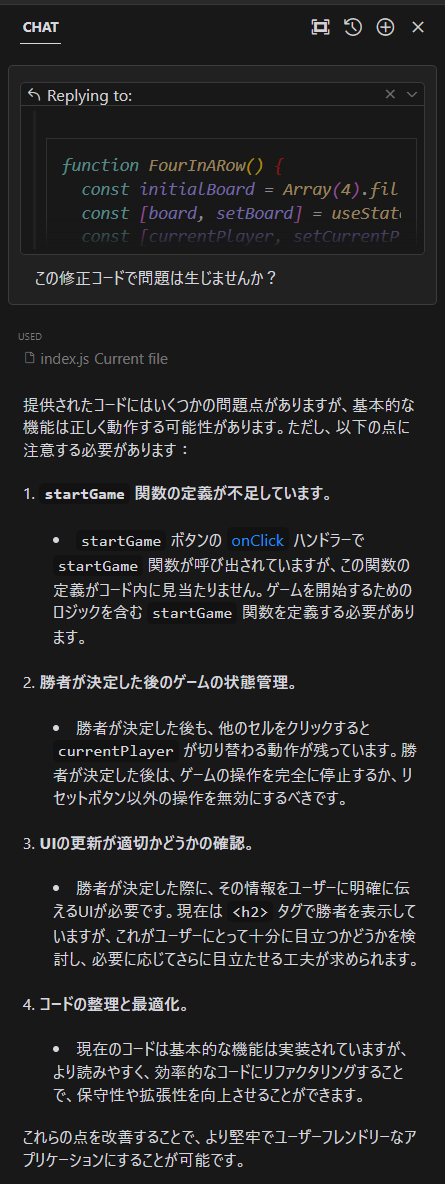 CHAT
Replying to:
function FourInARow() {
const initialBoard = Array(4).fil
const [board, setBoard] = useState
const [currentPlayer, setCurrentP
この修正コードで問題は生じませんか？
USED
index.js Current file
提供されたコードにはいくつかの問題点がありますが、基本的な
機能は正しく動作する可能性があります。ただし、以下の点に
注意する必要があります：
1. startGame 関数の定義が不足しています。
• startGame ボタンの onClick ハンドラーで
startGame 関数が呼び出されていますが、この関数の
定義がコード内に見当たりません。ゲームを開始するための
ロジックを含む startGame 関数を定義する必要があり
ます。
2. 勝者が決定した後のゲームの状態管理。
• 勝者が決定した後も、他のセルをクリックすると
currentPlayer が切り替わる動作が残っています。勝
者が決定した後は、ゲームの操作を完全に停止するか、リ
セットボタン以外の操作を無効にするべきです。
3. UIの更新が適切かどうかの確認。
• 勝者が決定した際に、その情報をユーザーに明確に伝
えるUIが必要です。現在は <h2> タグで勝者を表示して
いますが、これがユーザーにとって十分に目立つかどうかを検
討し、必要に応じてさらに目立たせる工夫が求められます。
4. コードの整理と最適化。
• 現在のコードは基本的な機能は実装されていますが、
より読みやすく、効率的なコードにリファクタリングすること
で、保守性や拡張性を向上させることができます。
これらの点を改善することで、より堅牢でユーザーフレンドリーなア
プリケーションにすることが可能です。